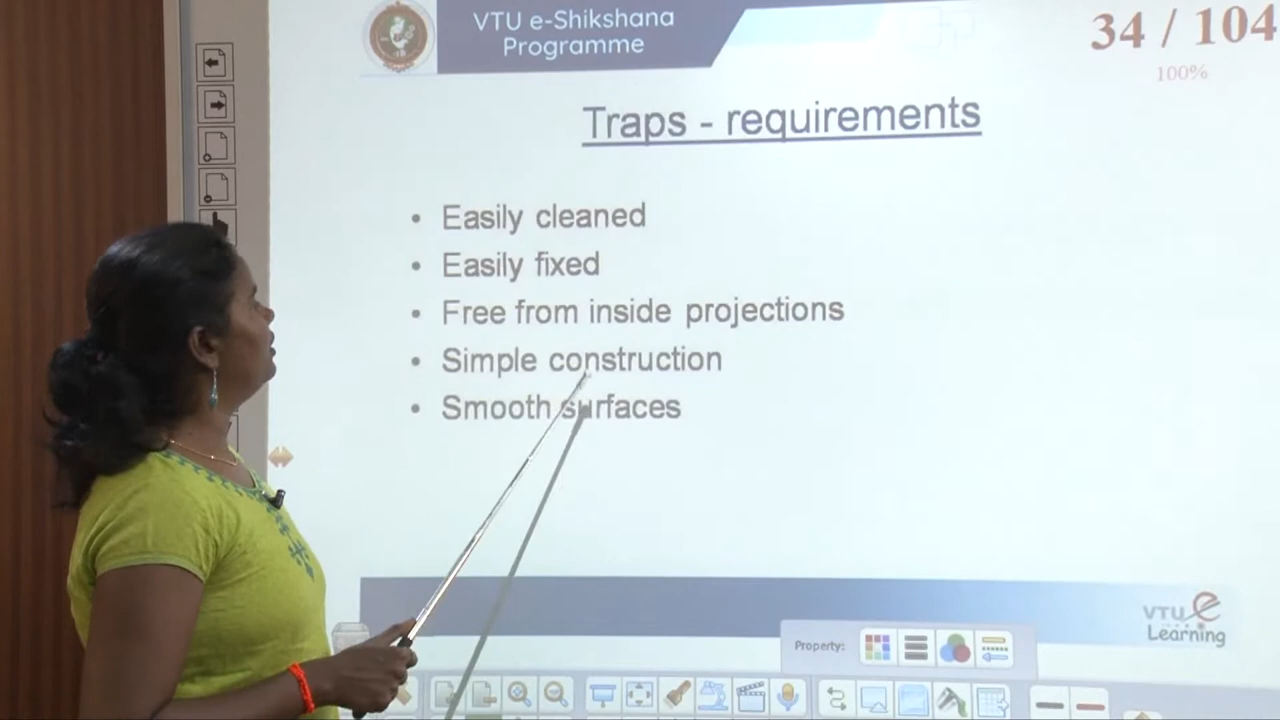 VTU e-Shikshana
Programme
34 / 104
100%
Traps - requirements
• Easily cleaned
• Easily fixed
• Free from inside projections
• Simple construction
• Smooth surfaces
VTU e
Learning
Property: